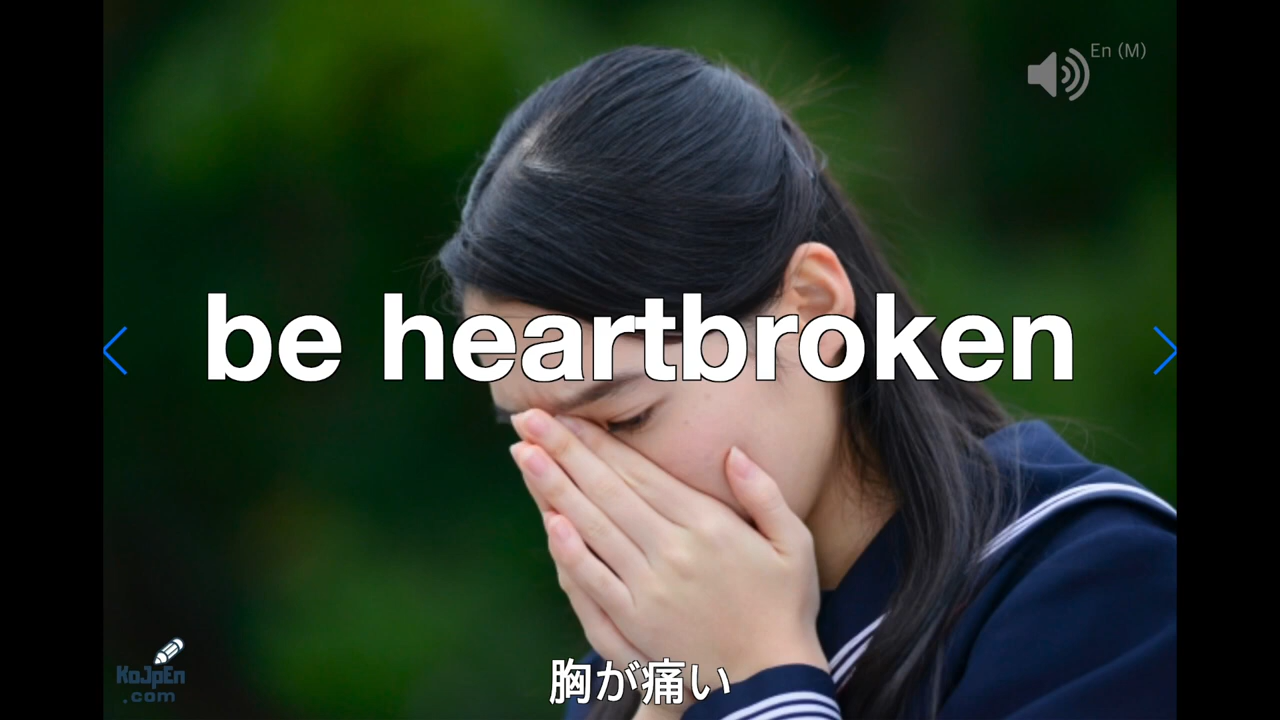 En (M)
be heartbroken
胸が痛い
KoJpEn
.com